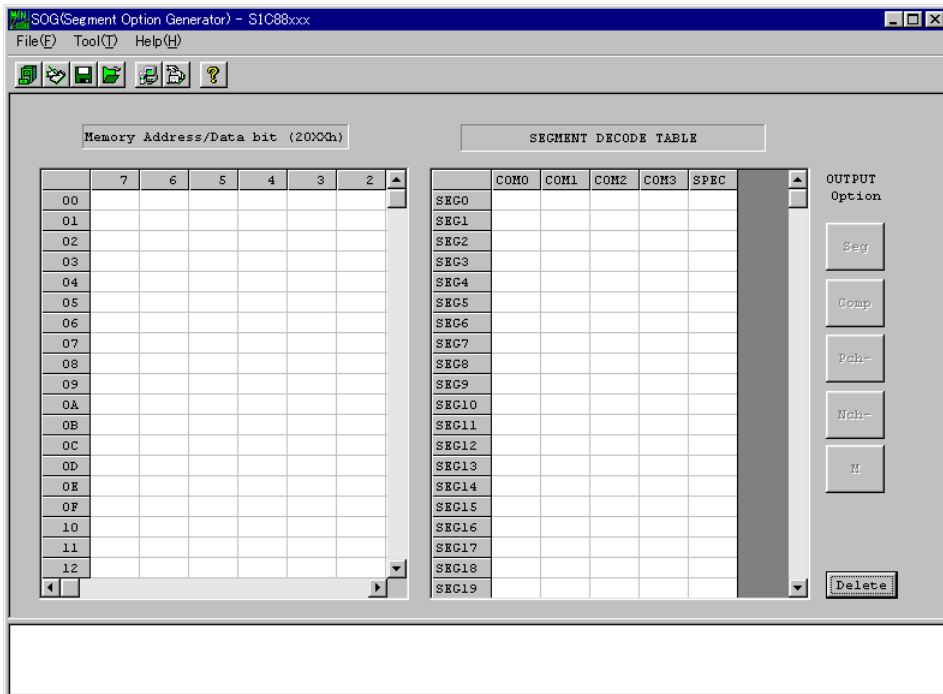 SOG(Segment Option Generator) - S1C88xxx
File(F) Tool(T) Help(H)
Memory Address/Data bit (20XXh)
SEGMENT DECODE TABLE
7 6 5 4 3 2
COM0 COM1 COM2 COM3 SPEC
OUTPUT
Option
00
01
02
03
04
05
06
07
08
09
0A
0B
0C
0D
0E
0F
10
11
12
SEG0
SEG1
SEG2
SEG3
SEG4
SEG5
SEG6
SEG7
SEG8
SEG9
SEG10
SEG11
SEG12
SEG13
SEG14
SEG15
SEG16
SEG17
SEG18
SEG19
Seg
Comp
Pch-
Nch-
M
Delete